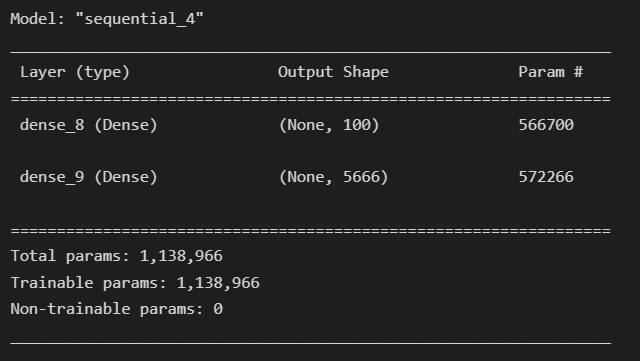 Model: "sequential_4"
_________________________________________________________________
Layer (type)                Output Shape              Param #
=================================================================
dense_8 (Dense)             (None, 100)               566700
dense_9 (Dense)             (None, 5666)              572266
=================================================================
Total params: 1,138,966
Trainable params: 1,138,966
Non-trainable params: 0
_________________________________________________________________